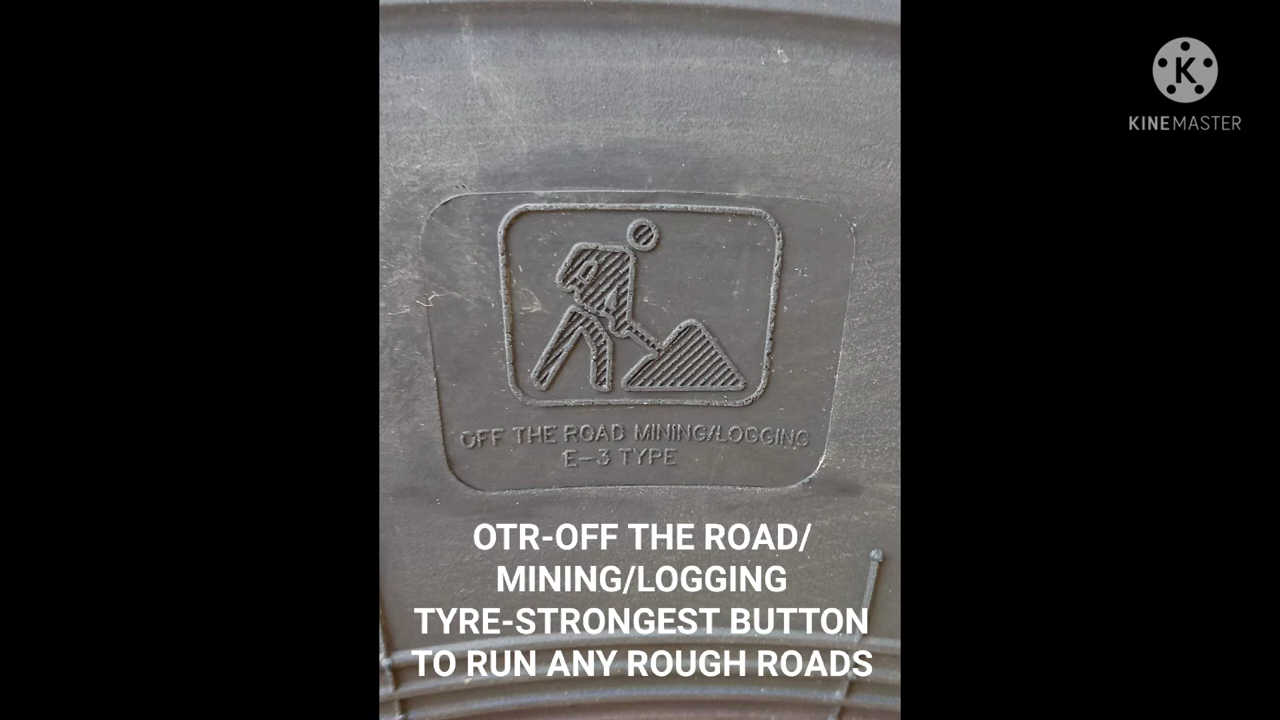 K
KINEMASTER
OFF THE ROAD MINING/LOGGING
E-3 TYPE
OTR-OFF THE ROAD/
MINING/LOGGING
TYRE-STRONGEST BUTTON
TO RUN ANY ROUGH ROADS